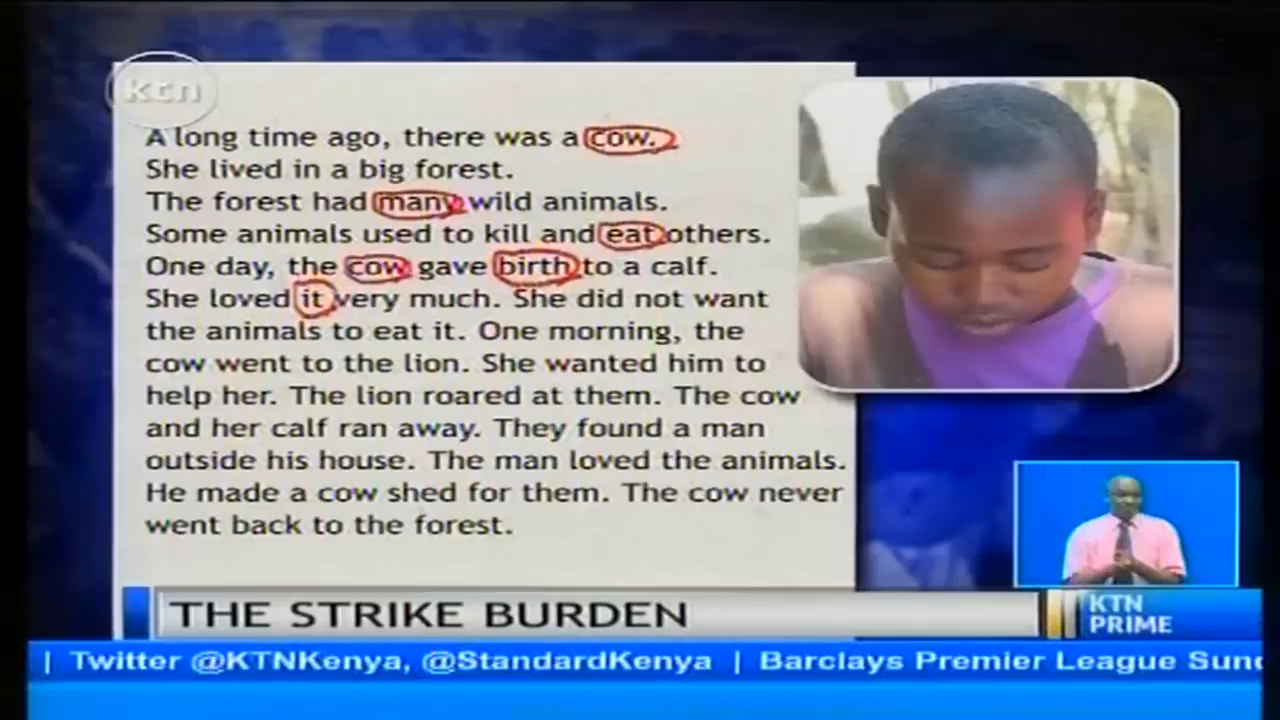 ktn
A long time ago, there was a cow.
She lived in a big forest.
The forest had many wild animals.
Some animals used to kill and eat others.
One day, the cow gave birth to a calf.
She loved it very much. She did not want
the animals to eat it. One morning, the
cow went to the lion. She wanted him to
help her. The lion roared at them. The cow
and her calf ran away. They found a man
outside his house. The man loved the animals.
He made a cow shed for them. The cow never
went back to the forest.
THE STRIKE BURDEN
KTN
PRIME
| Twitter @KTNKenya, @StandardKenya | Barclays Premier League